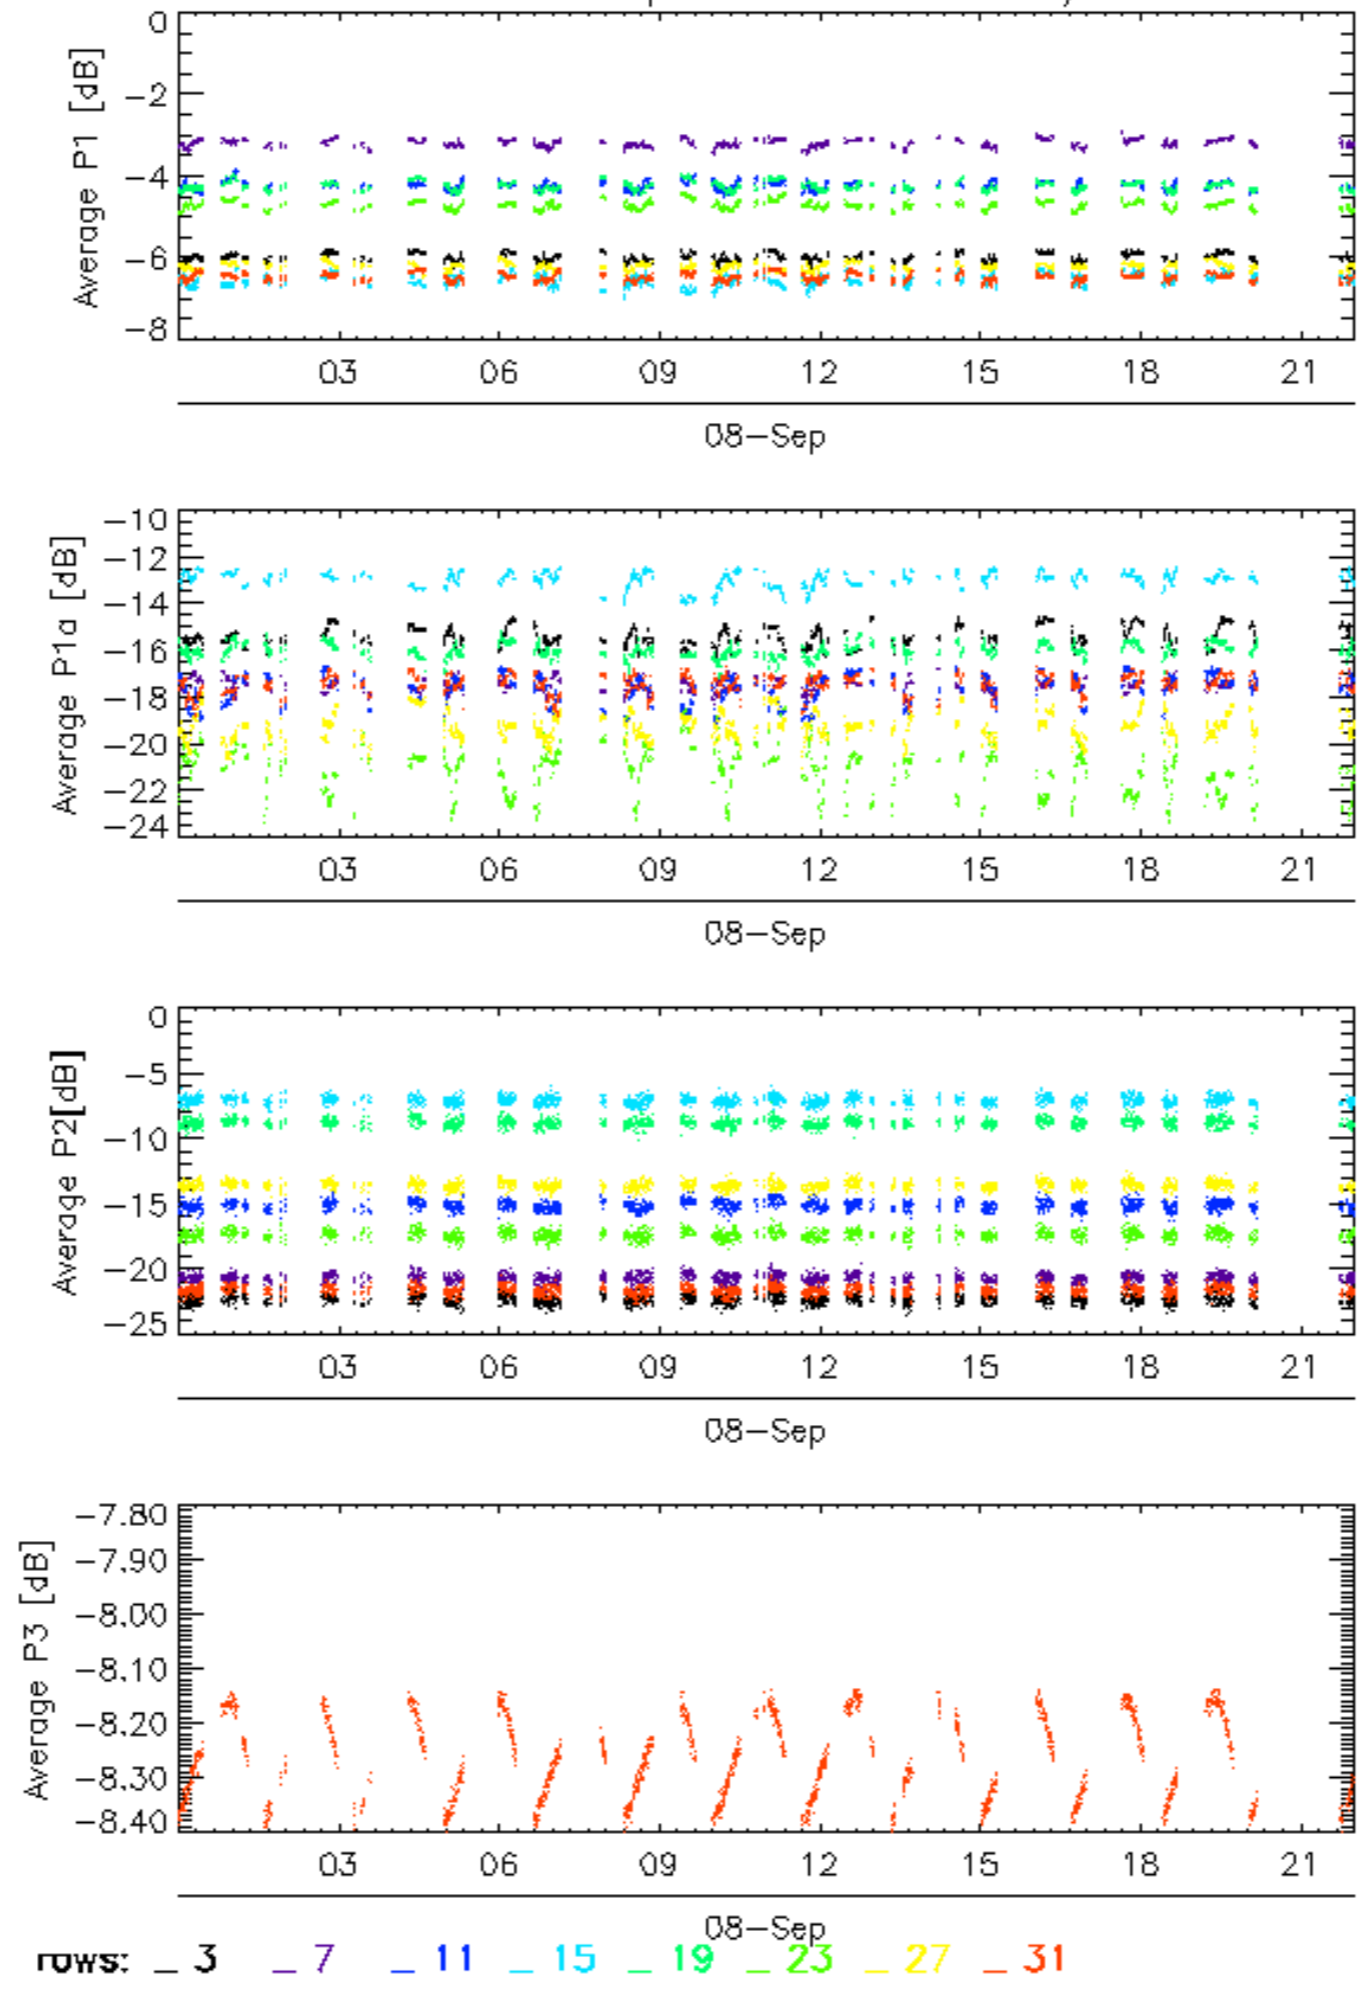 0
-2
-4
-6
-8
Average P1 [dB]
03 06 09 12 15 18 21
08-Sep
-10
-12
-14
-16
-18
-20
-22
-24
Average P1a [dB]
03 06 09 12 15 18 21
08-Sep
0
-5
-10
-15
-20
-25
Average P2[dB]
03 06 09 12 15 18 21
08-Sep
-7.80
-7.90
-8.00
-8.10
-8.20
-8.30
-8.40
Average P3 [dB]
03 06 09 12 15 18 21
08-Sep
rows: _ 3 _ 7 _ 11 _ 15 _ 19 _ 23 _ 27 _ 31